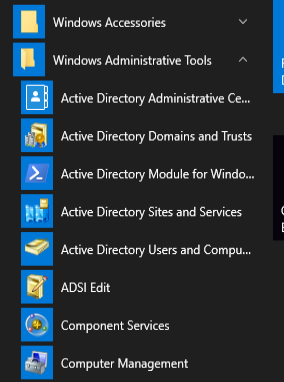 Windows Accessories
Windows Administrative Tools
Active Directory Administrative Ce...
Active Directory Domains and Trusts
Active Directory Module for Windo...
Active Directory Sites and Services
Active Directory Users and Compu...
ADSI Edit
Component Services
Computer Management